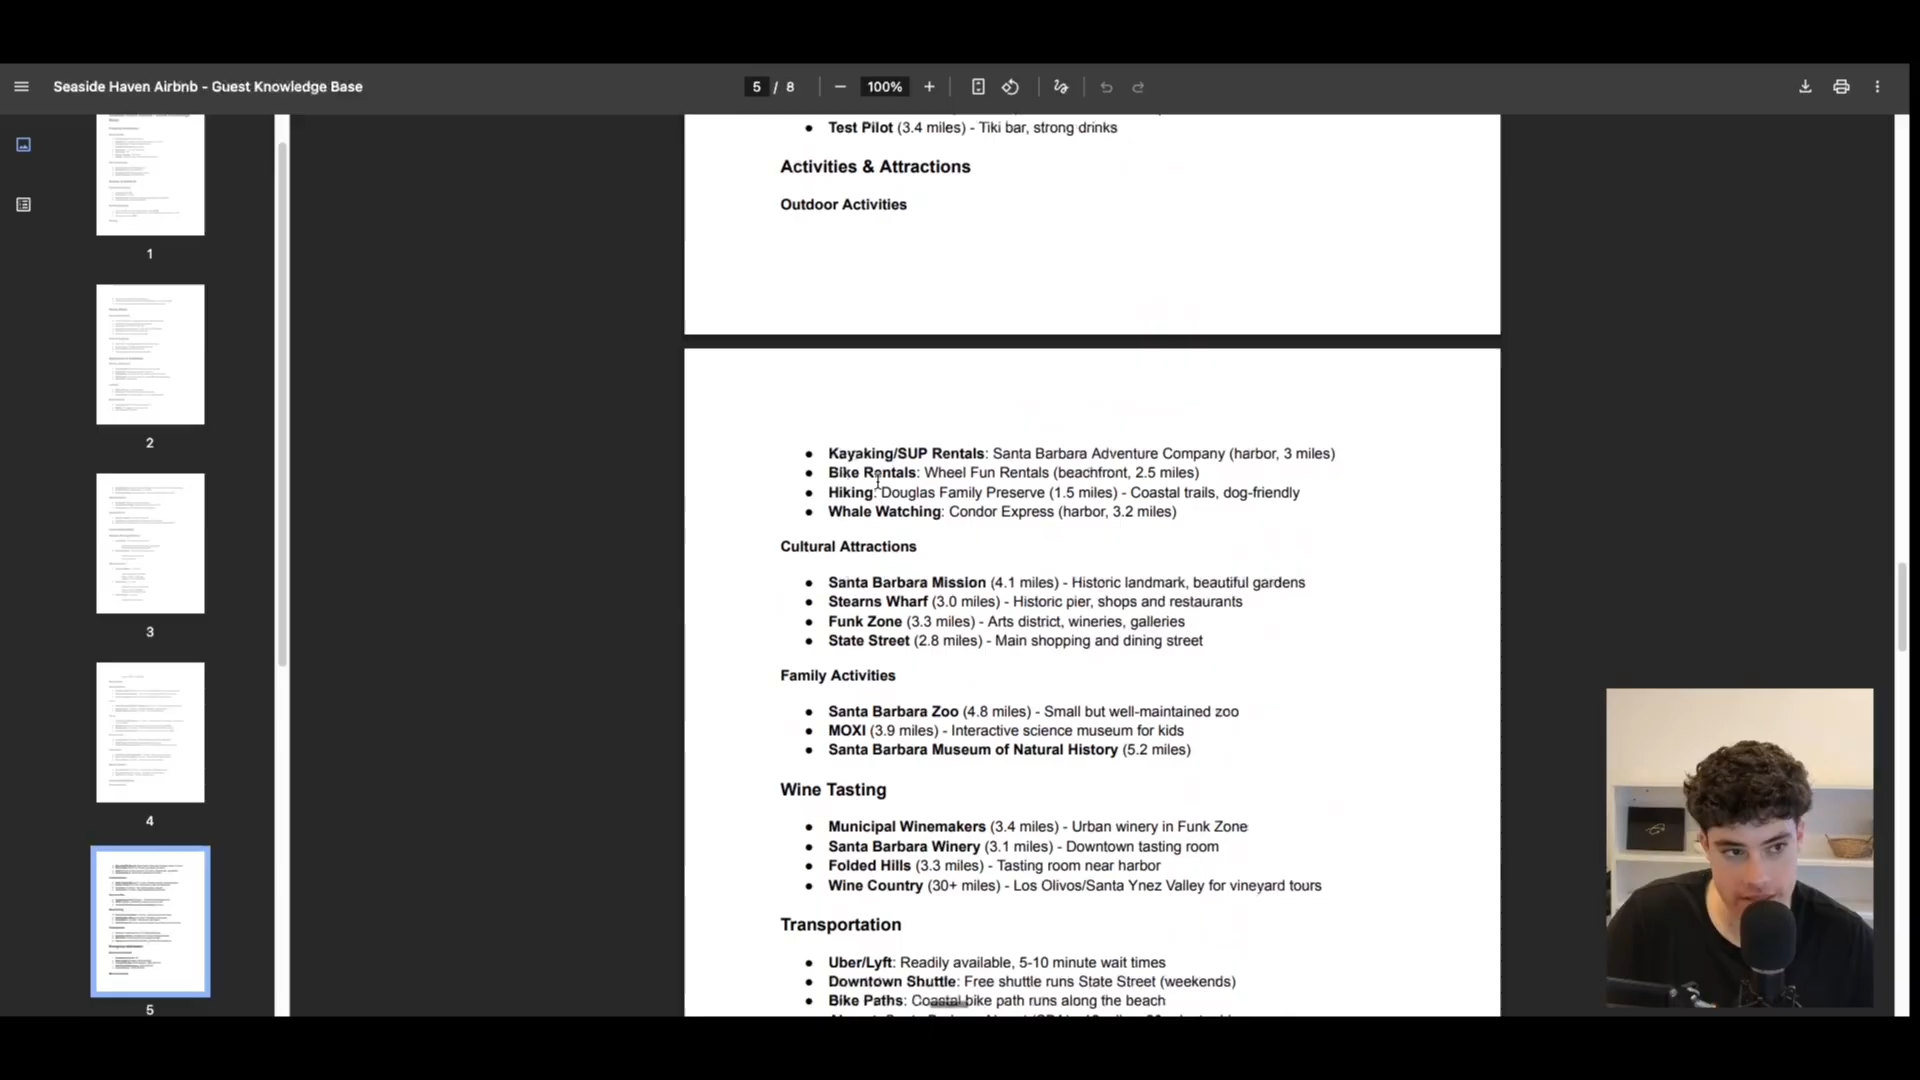 Seaside Haven Airbnb - Guest Knowledge Base
5 / 8
100%
1
2
3
4
5
● Test Pilot (3.4 miles) - Tiki bar, strong drinks
Activities & Attractions
Outdoor Activities
● Kayaking/SUP Rentals: Santa Barbara Adventure Company (harbor, 3 miles)
● Bike Rentals: Wheel Fun Rentals (beachfront, 2.5 miles)
● Hiking: Douglas Family Preserve (1.5 miles) - Coastal trails, dog-friendly
● Whale Watching: Condor Express (harbor, 3.2 miles)
Cultural Attractions
● Santa Barbara Mission (4.1 miles) - Historic landmark, beautiful gardens
● Stearns Wharf (3.0 miles) - Historic pier, shops and restaurants
● Funk Zone (3.3 miles) - Arts district, wineries, galleries
● State Street (2.8 miles) - Main shopping and dining street
Family Activities
● Santa Barbara Zoo (4.8 miles) - Small but well-maintained zoo
● MOXI (3.9 miles) - Interactive science museum for kids
● Santa Barbara Museum of Natural History (5.2 miles)
Wine Tasting
● Municipal Winemakers (3.4 miles) - Urban winery in Funk Zone
● Santa Barbara Winery (3.1 miles) - Downtown tasting room
● Folded Hills (3.3 miles) - Tasting room near harbor
● Wine Country (30+ miles) - Los Olivos/Santa Ynez Valley for vineyard tours
Transportation
● Uber/Lyft: Readily available, 5-10 minute wait times
● Downtown Shuttle: Free shuttle runs State Street (weekends)
● Bike Paths: Coastal bike path runs along the beach